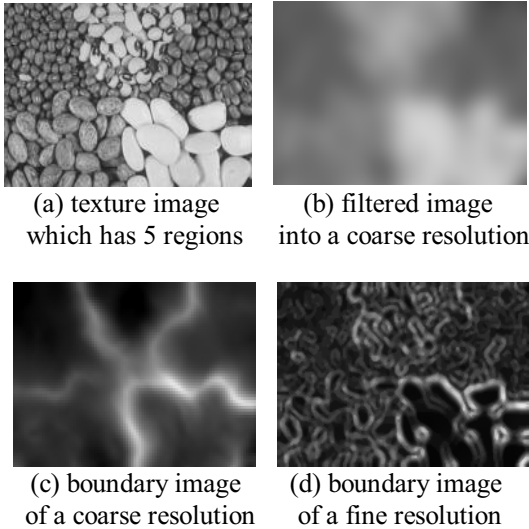 (a) texture image
which has 5 regions
(b) filtered image
into a coarse resolution
(c) boundary image
of a coarse resolution
(d) boundary image
of a fine resolution